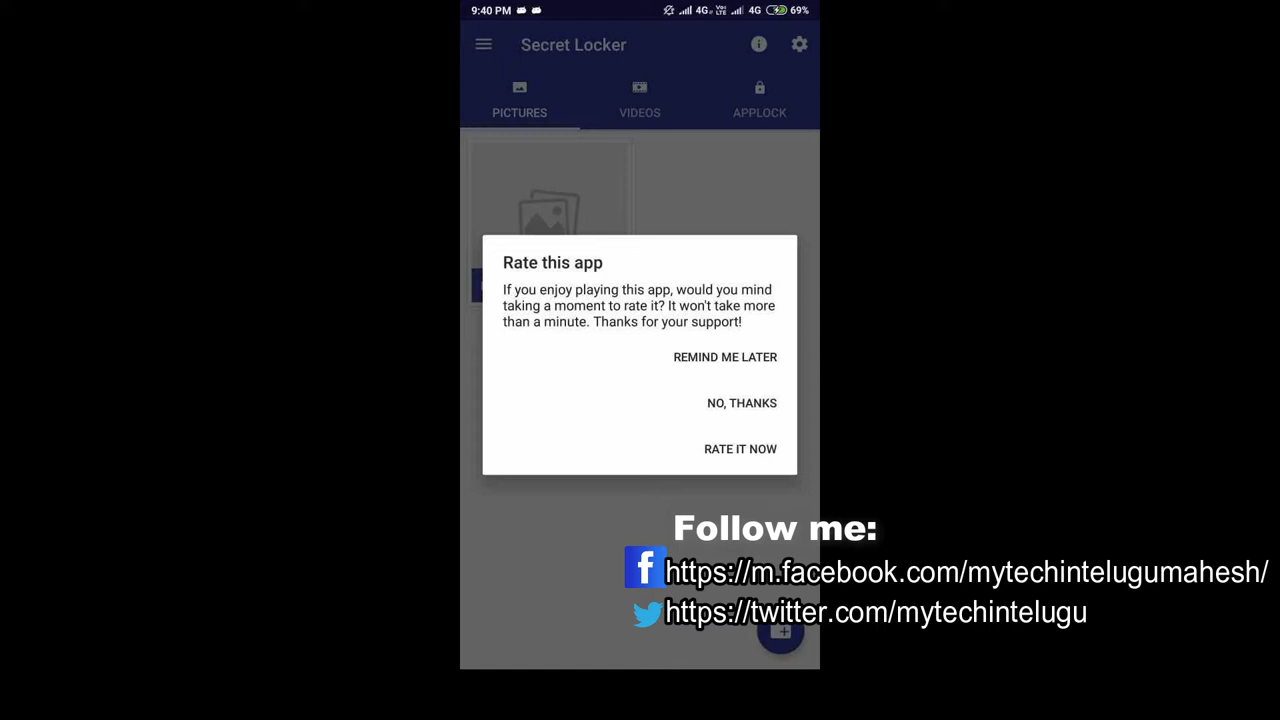 9:40 PM
4G
Vo)
LTE
4G
69%
Secret Locker
PICTURES
VIDEOS
APPLOCK
Rate this app
If you enjoy playing this app, would you mind
taking a moment to rate it? It won't take more
than a minute. Thanks for your support!
REMIND ME LATER
NO, THANKS
RATE IT NOW
Follow me:
https://m.facebook.com/mytechintelugumahesh/
https://twitter.com/mytechintelugu